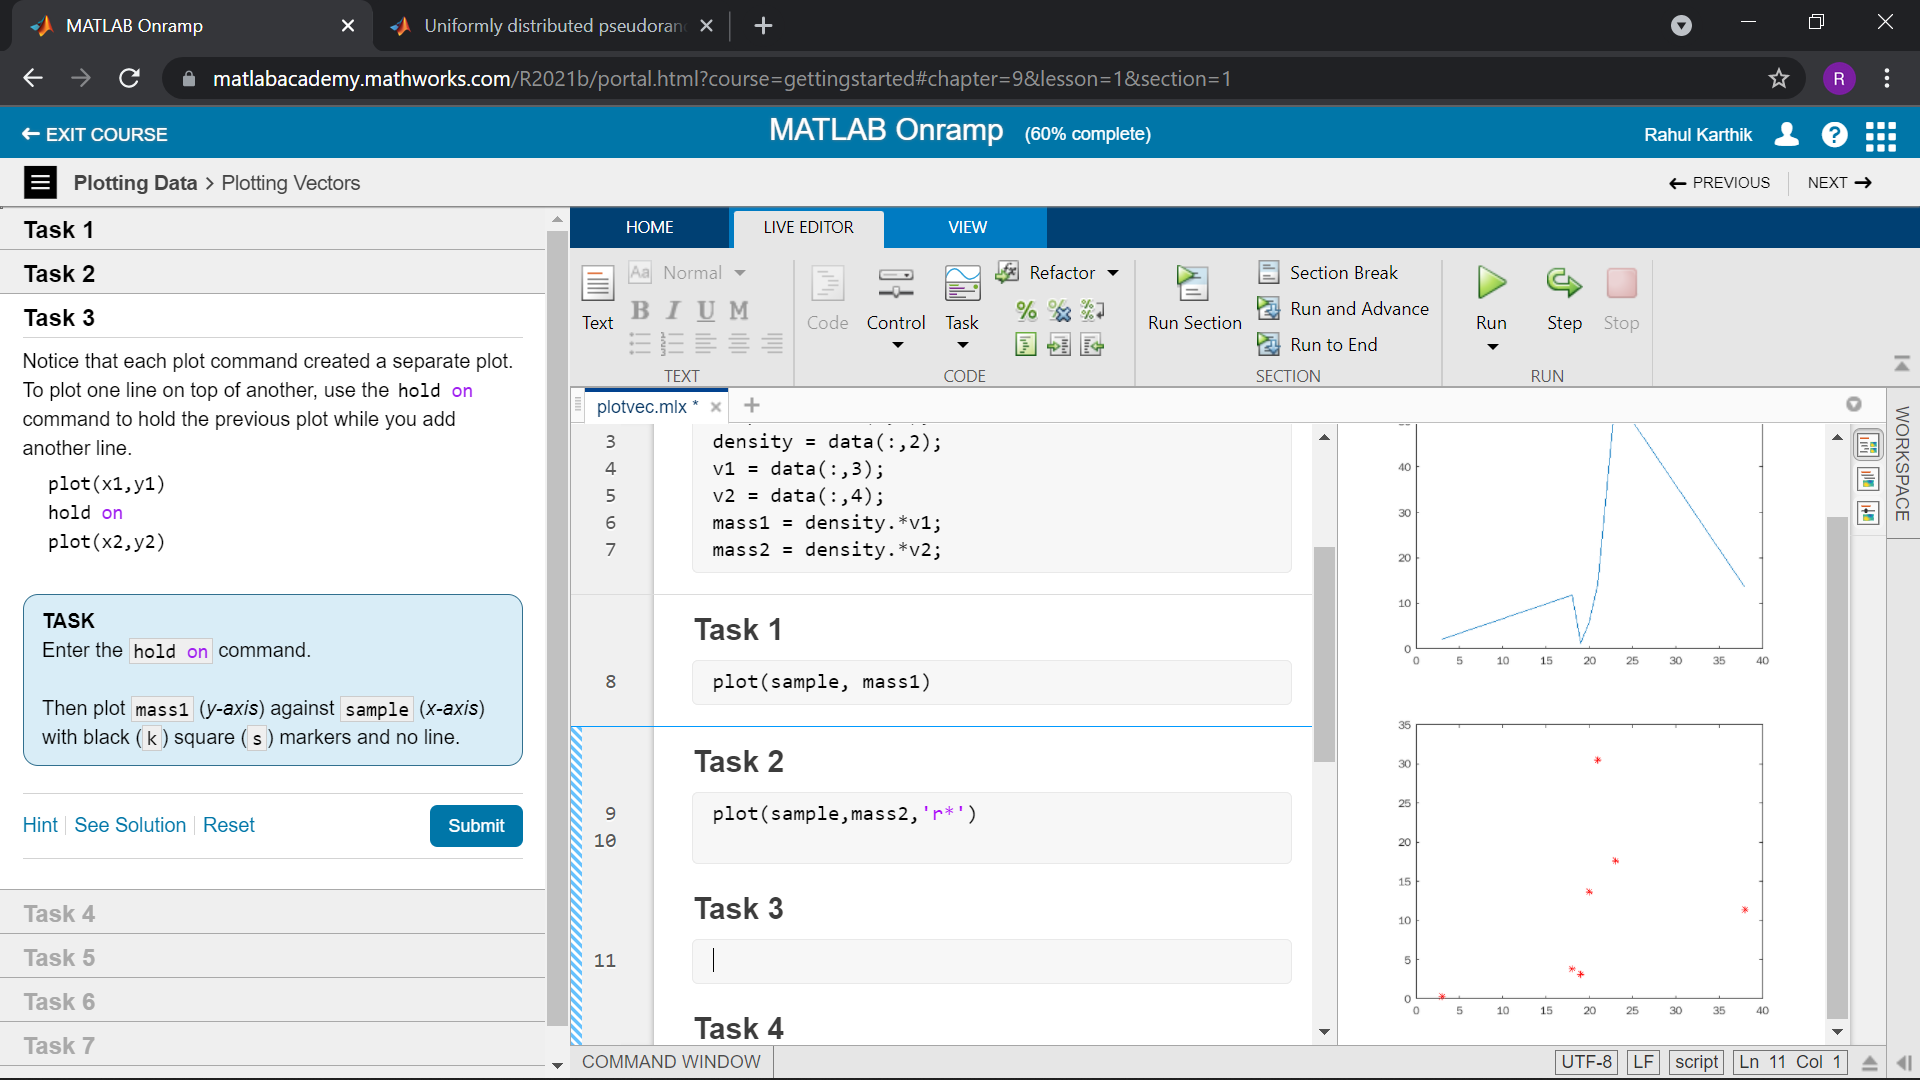 MATLAB Onramp
Uniformly distributed pseudoran
matlabacademy.mathworks.com/R2021b/portal.html?course=gettingstarted#chapter=9&lesson=1&section=1
R
EXIT COURSE
MATLAB Onramp (60% complete)
Rahul Karthik
Plotting Data > Plotting Vectors
PREVIOUS
NEXT
Task 1
Task 2
Task 3
Notice that each plot command created a separate plot.
To plot one line on top of another, use the hold on
command to hold the previous plot while you add
another line.
plot(x1,y1)
hold on
plot(x2,y2)
TASK
Enter the hold on command.
Then plot mass1 (y-axis) against sample (x-axis)
with black (k) square (s) markers and no line.
Hint
See Solution
Reset
Submit
Task 4
Task 5
Task 6
Task 7
HOME
LIVE EDITOR
VIEW
Text
Aa Normal
B I U M
TEXT
Code
Control
Task
Refactor
CODE
Run Section
Section Break
Run and Advance
Run to End
SECTION
Run
Step
Stop
RUN
plotvec.mlx *
3 density = data(:,2);
4 v1 = data(:,3);
5 v2 = data(:,4);
6 mass1 = density.*v1;
7 mass2 = density.*v2;
Task 1
8 plot(sample, mass1)
Task 2
9 plot(sample,mass2,'r*')
10
Task 3
11
Task 4
40
30
20
10
0
0 5 10 15 20 25 30 35 40
35
30
25
20
15
10
5
0
0 5 10 15 20 25 30 35 40
WORKSPACE
COMMAND WINDOW
UTF-8
LF
script
Ln 11 Col 1